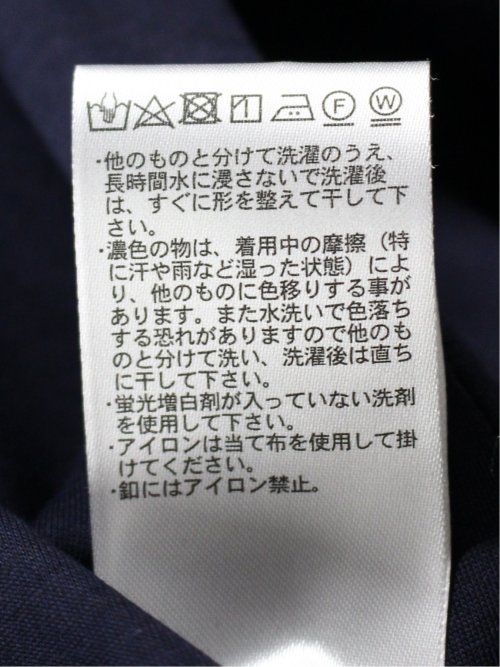 F W
・他のものと分けて洗濯のうえ、
長時間水に浸さないで洗濯後
は、すぐに形を整えて干して下
さい。
・濃色の物は、着用中の摩擦（特
に汗や雨など湿った状態）によ
り、他のものに色移りする事が
あります。また水洗いで色落ち
する恐れがありますので他のも
のと分けて洗い、洗濯後は直ち
に干して下さい。
・蛍光増白剤が入っていない洗剤
を使用して下さい。
・アイロンは当て布を使用して掛
けてください。
・釦にはアイロン禁止。